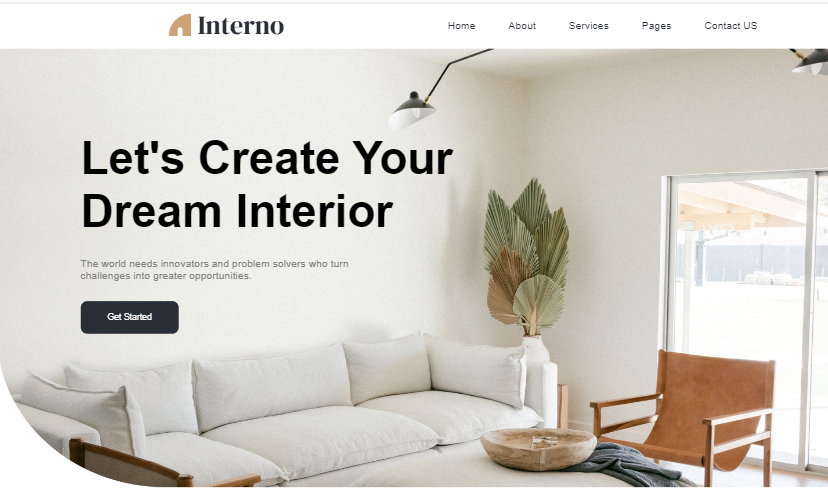 Interno
Home
About
Services
Pages
Contact US
Let's Create Your
Dream Interior
The world needs innovators and problem solvers who turn
challenges into greater opportunities.
Get Started